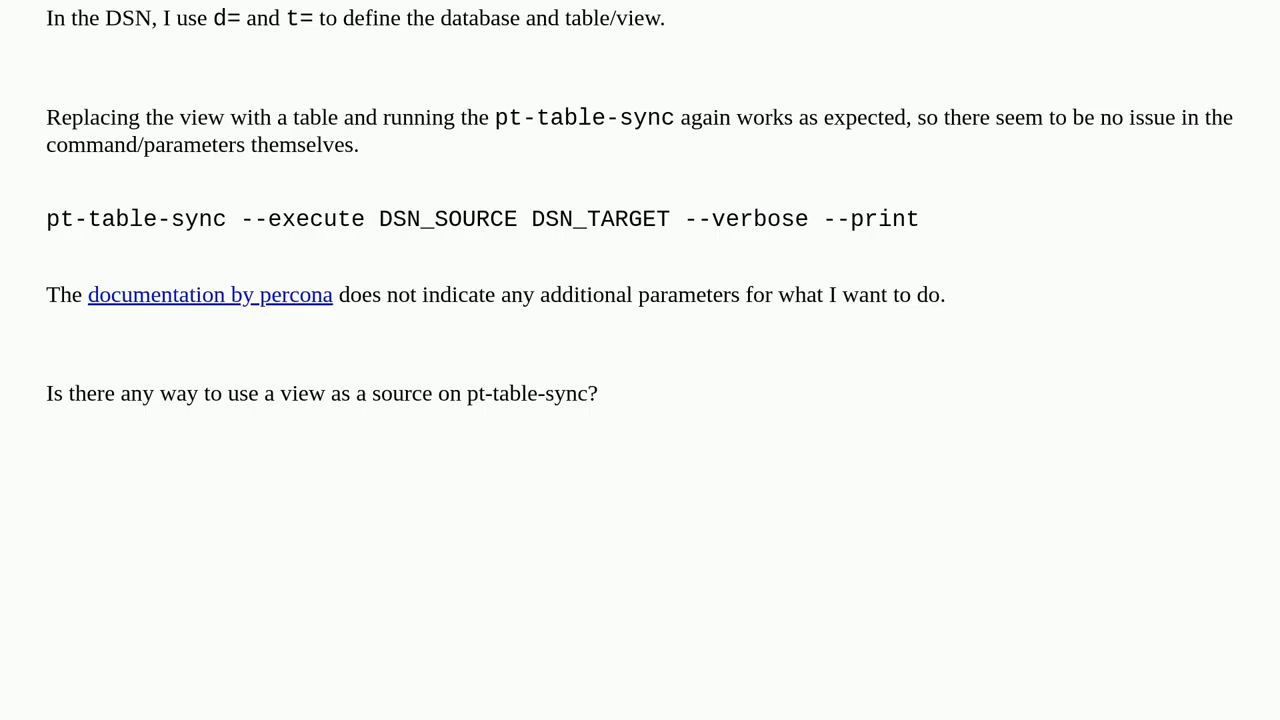 In the DSN, I use d= and t= to define the database and table/view.
Replacing the view with a table and running the pt-table-sync again works as expected, so there seem to be no issue in the
command/parameters themselves.
pt-table-sync --execute DSN_SOURCE DSN_TARGET --verbose --print
The documentation by percona does not indicate any additional parameters for what I want to do.
Is there any way to use a view as a source on pt-table-sync?